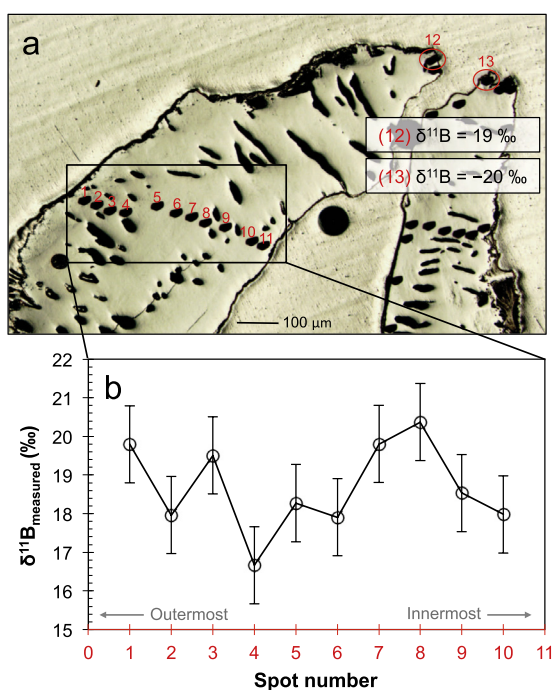 a
12
13
(12) δ¹¹B = 19 ‰
(13) δ¹¹B = −20 ‰
1 2 3 4 5 6 7 8 9 10 11
100 µm
b
δ¹¹Bmeasured (‰)
22
21
20
19
18
17
16
15
Outermost
Innermost
0 1 2 3 4 5 6 7 8 9 10 11
Spot number